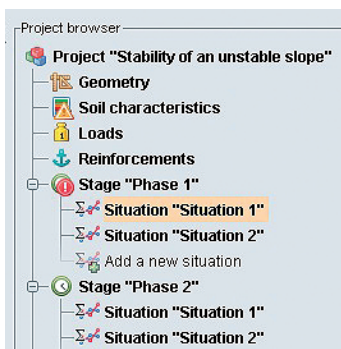 Project browser
Project "Stability of an unstable slope"
Geometry
Soil characteristics
Loads
Reinforcements
Stage "Phase 1"
Situation "Situation 1"
Situation "Situation 2"
Add a new situation
Stage "Phase 2"
Situation "Situation 1"
Situation "Situation 2"